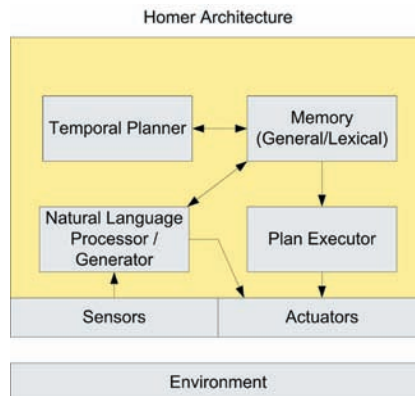 Homer Architecture
Temporal Planner
Memory
(General/Lexical)
Natural Language
Processor /
Generator
Plan Executor
Sensors
Actuators
Environment